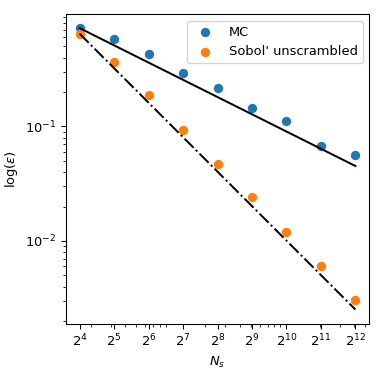 MC
Sobol' unscrambled
10⁻¹
10⁻²
log(ε)
2⁴ 2⁵ 2⁶ 2⁷ 2⁸ 2⁹ 2¹⁰ 2¹¹ 2¹²
Nₛ